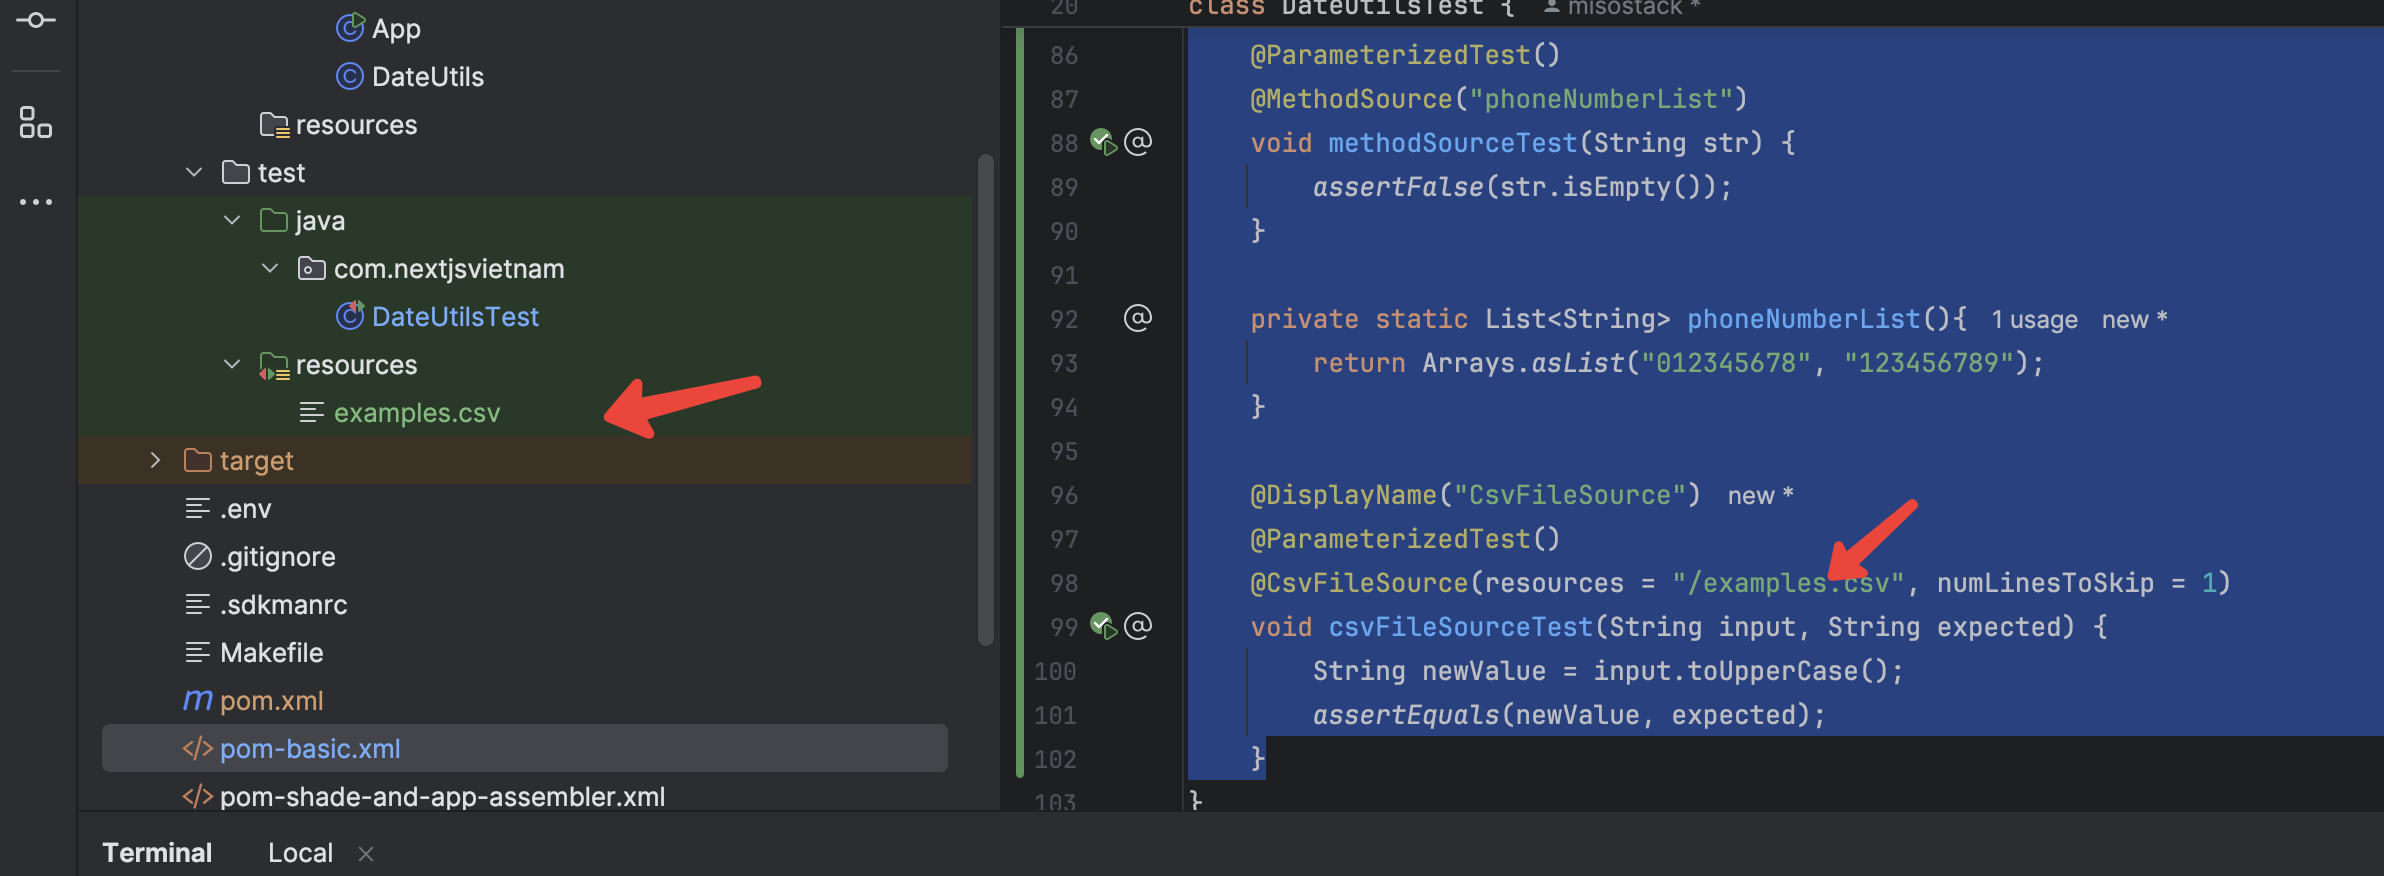 App
DateUtils
resources
test
java
com.nextjsvietnam
DateUtilsTest
resources
examples.csv
target
.env
.gitignore
.sdkmanrc
Makefile
m pom.xml
</> pom-basic.xml
</> pom-shade-and-app-assembler.xml
20 class DateUtilsTest { misostack *
86 @ParameterizedTest()
87 @MethodSource("phoneNumberList")
88 void methodSourceTest(String str) {
89 assertFalse(str.isEmpty());
90 }
91
92 private static List<String> phoneNumberList(){ 1 usage new *
93 return Arrays.asList("012345678", "123456789");
94 }
95
96 @DisplayName("CsvFileSource") new *
97 @ParameterizedTest()
98 @CsvFileSource(resources = "/examples.csv", numLinesToSkip = 1)
99 void csvFileSourceTest(String input, String expected) {
100 String newValue = input.toUpperCase();
101 assertEquals(newValue, expected);
102 }
103 }
Terminal Local ×